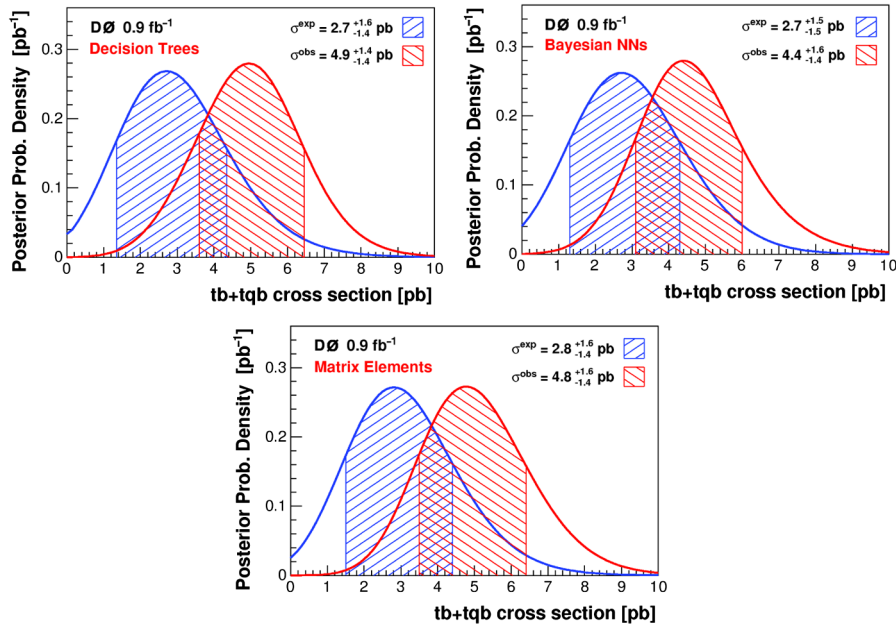 DØ 0.9 fb⁻¹
Decision Trees
σᵉˣᵖ = 2.7 +1.6 -1.4 pb
σᵒᵇˢ = 4.9 +1.4 -1.4 pb
Posterior Prob. Density [pb⁻¹]
0.3
0.2
0.1
0
0 1 2 3 4 5 6 7 8 9 10
tb+tqb cross section [pb]
DØ 0.9 fb⁻¹
Bayesian NNs
σᵉˣᵖ = 2.7 +1.5 -1.5 pb
σᵒᵇˢ = 4.4 +1.6 -1.4 pb
Posterior Prob. Density [pb⁻¹]
0.3
0.2
0.1
0
0 1 2 3 4 5 6 7 8 9 10
tb+tqb cross section [pb]
DØ 0.9 fb⁻¹
Matrix Elements
σᵉˣᵖ = 2.8 +1.6 -1.4 pb
σᵒᵇˢ = 4.8 +1.6 -1.4 pb
Posterior Prob. Density [pb⁻¹]
0.3
0.2
0.1
0
0 1 2 3 4 5 6 7 8 9 10
tb+tqb cross section [pb]